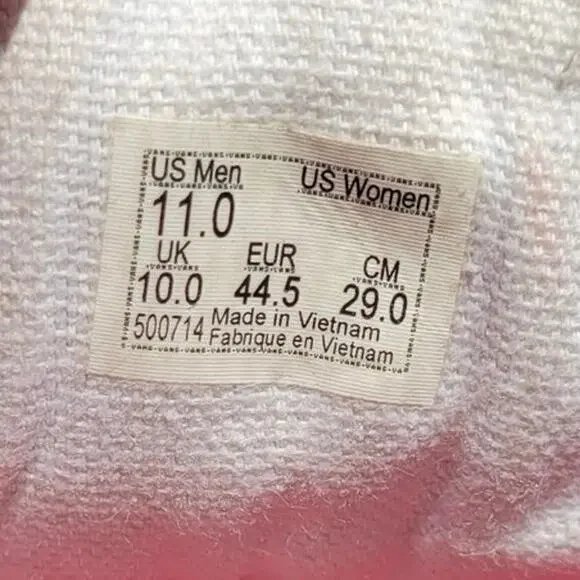 US Men US Women
11.0
UK EUR CM
10.0 44.5 29.0
500714 Made in Vietnam
Fabrique en Vietnam